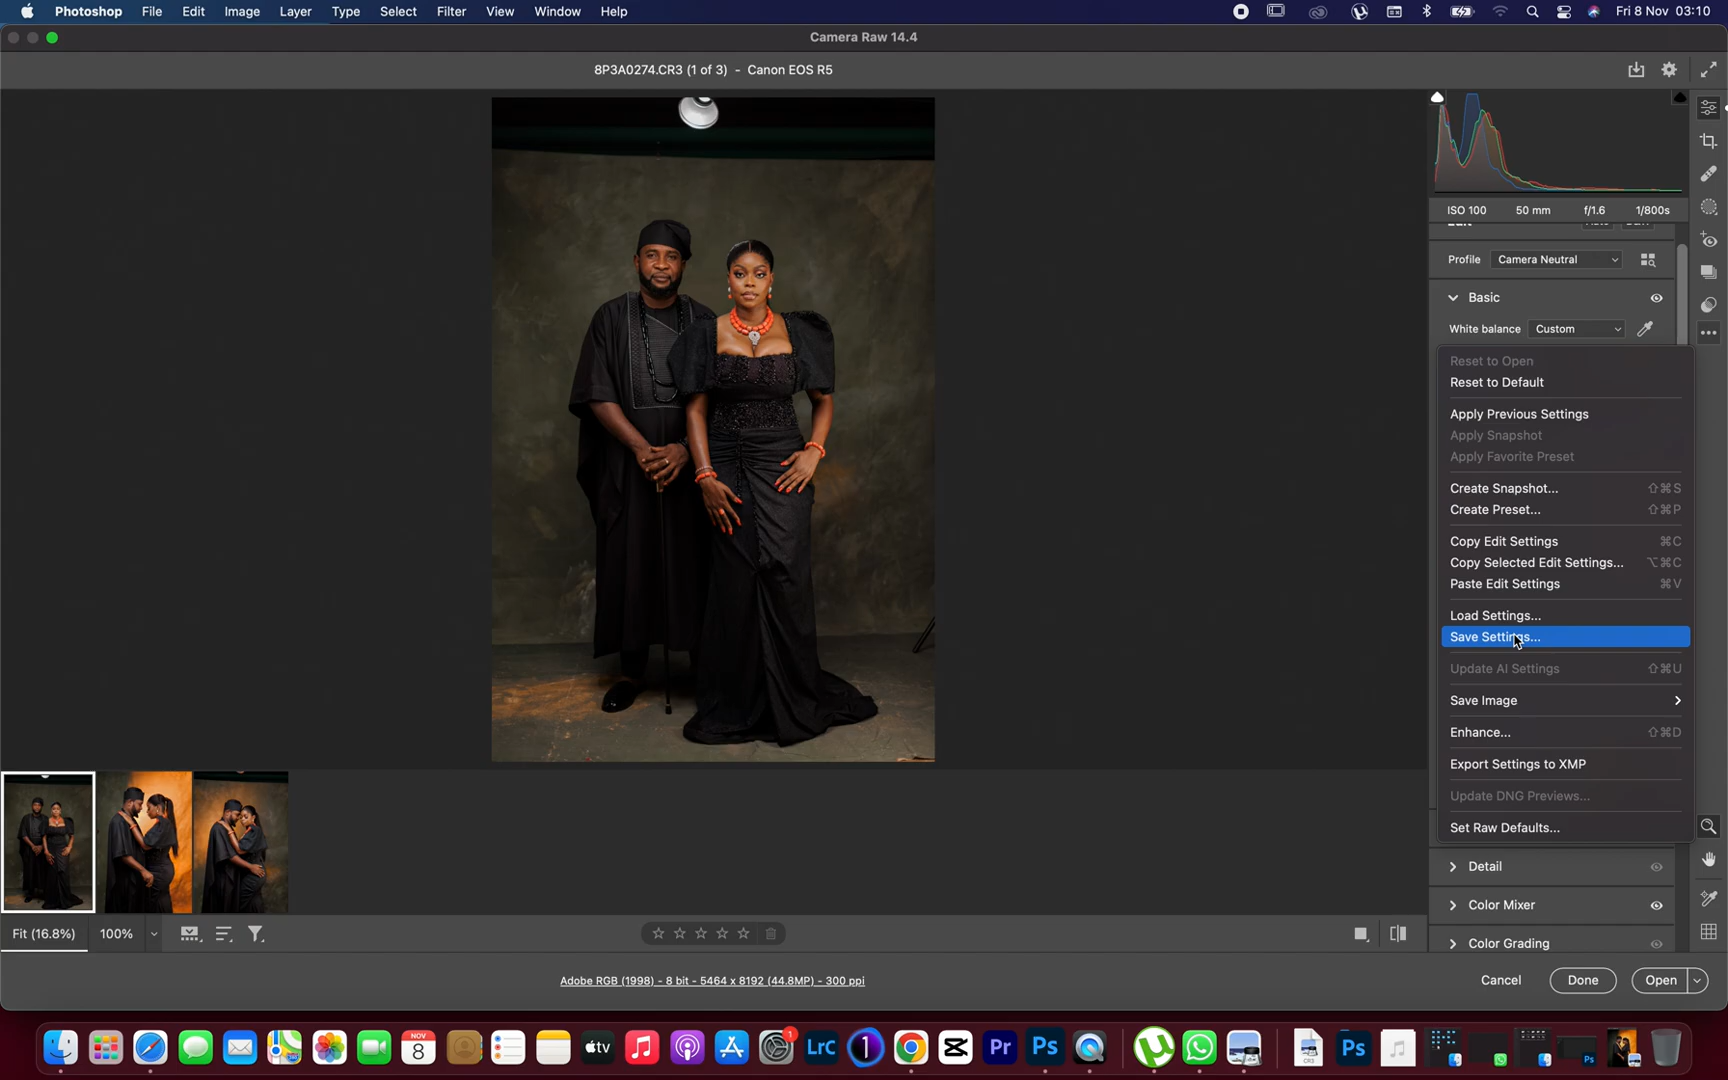 Photoshop File Edit Image Layer Type Select Filter View Window Help Fri 8 Nov 03:10
Camera Raw 14.4
8P3A0274.CR3 (1 of 3) - Canon EOS R5
ISO 100 50 mm f/1.6 1/800s
Profile Camera Neutral
Basic
White balance Custom
Reset to Open
Reset to Default
Apply Previous Settings
Apply Snapshot
Apply Favorite Preset
Create Snapshot... ⇧⌘S
Create Preset... ⇧⌘P
Copy Edit Settings ⌘C
Copy Selected Edit Settings... ⌥⌘C
Paste Edit Settings ⌘V
Load Settings...
Save Settings...
Update AI Settings ⇧⌘U
Save Image
Enhance... ⇧⌘D
Export Settings to XMP
Update DNG Previews...
Set Raw Defaults...
Detail
Color Mixer
Color Grading
Fit (16.8%) 100%
Adobe RGB (1998) - 8 bit - 5464 x 8192 (44.8MP) - 300 ppi
Cancel Done Open
NOV
8
tv
1
LrC
1
Pr
Ps
Ps
Ps